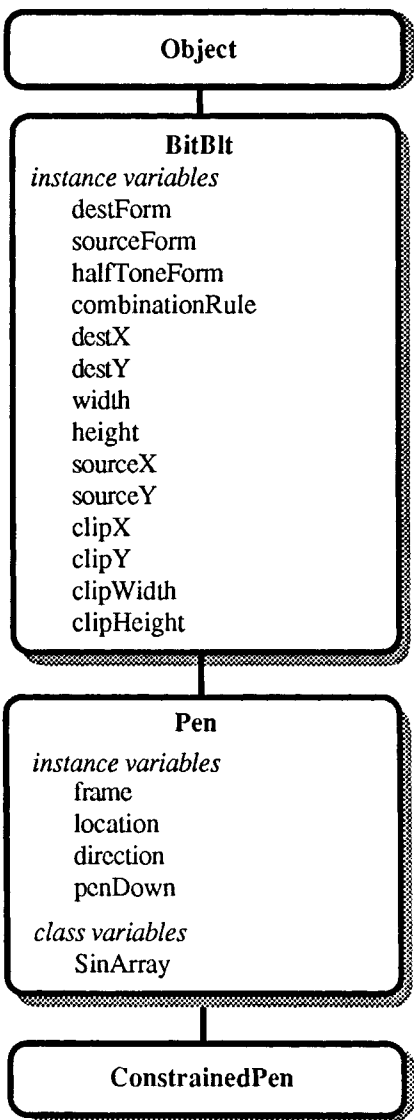 Object
BitBlt
instance variables
destForm
sourceForm
halfToneForm
combinationRule
destX
destY
width
height
sourceX
sourceY
clipX
clipY
clipWidth
clipHeight
Pen
instance variables
frame
location
direction
penDown
class variables
SinArray
ConstrainedPen